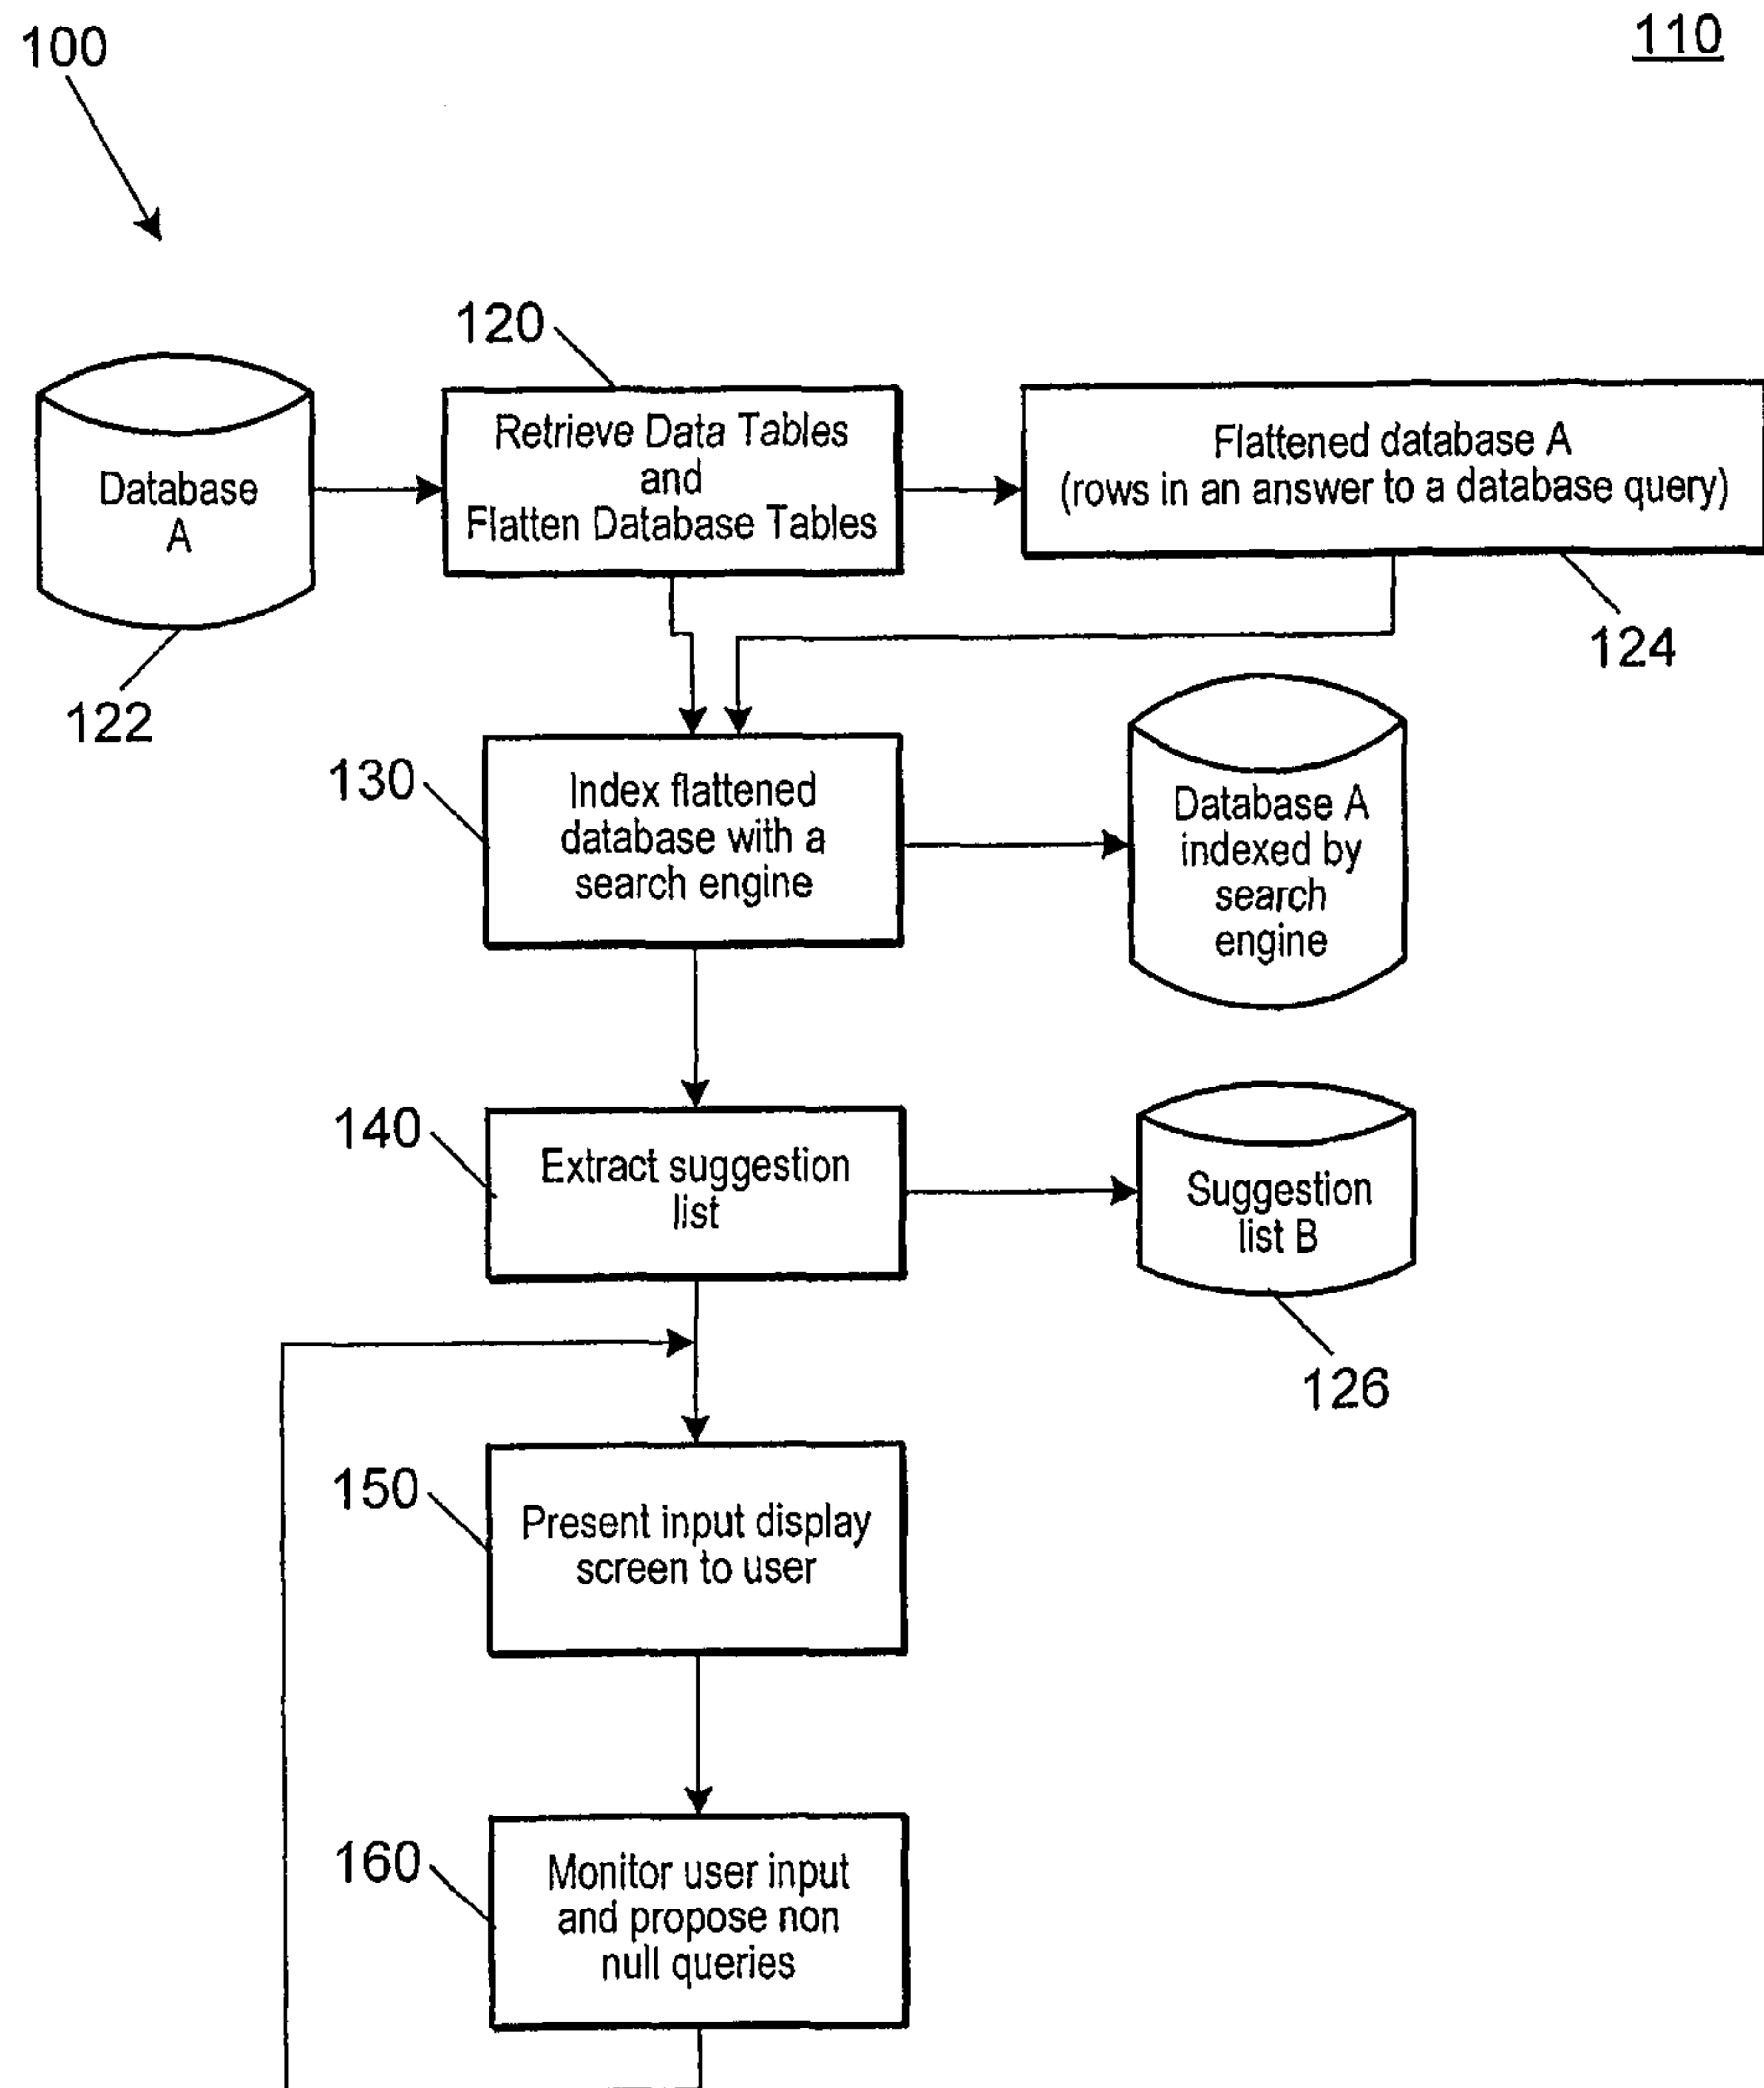 100
110
120
Database
A
Retrieve Data Tables
and
Flatten Database Tables
Flattened database A
(rows in an answer to a database query)
122
124
130
Index flattened
database with a
search engine
Database A
indexed by
search
engine
140
Extract suggestion
list
Suggestion
list B
126
150
Present input display
screen to user
160
Monitor user input
and propose non
null queries